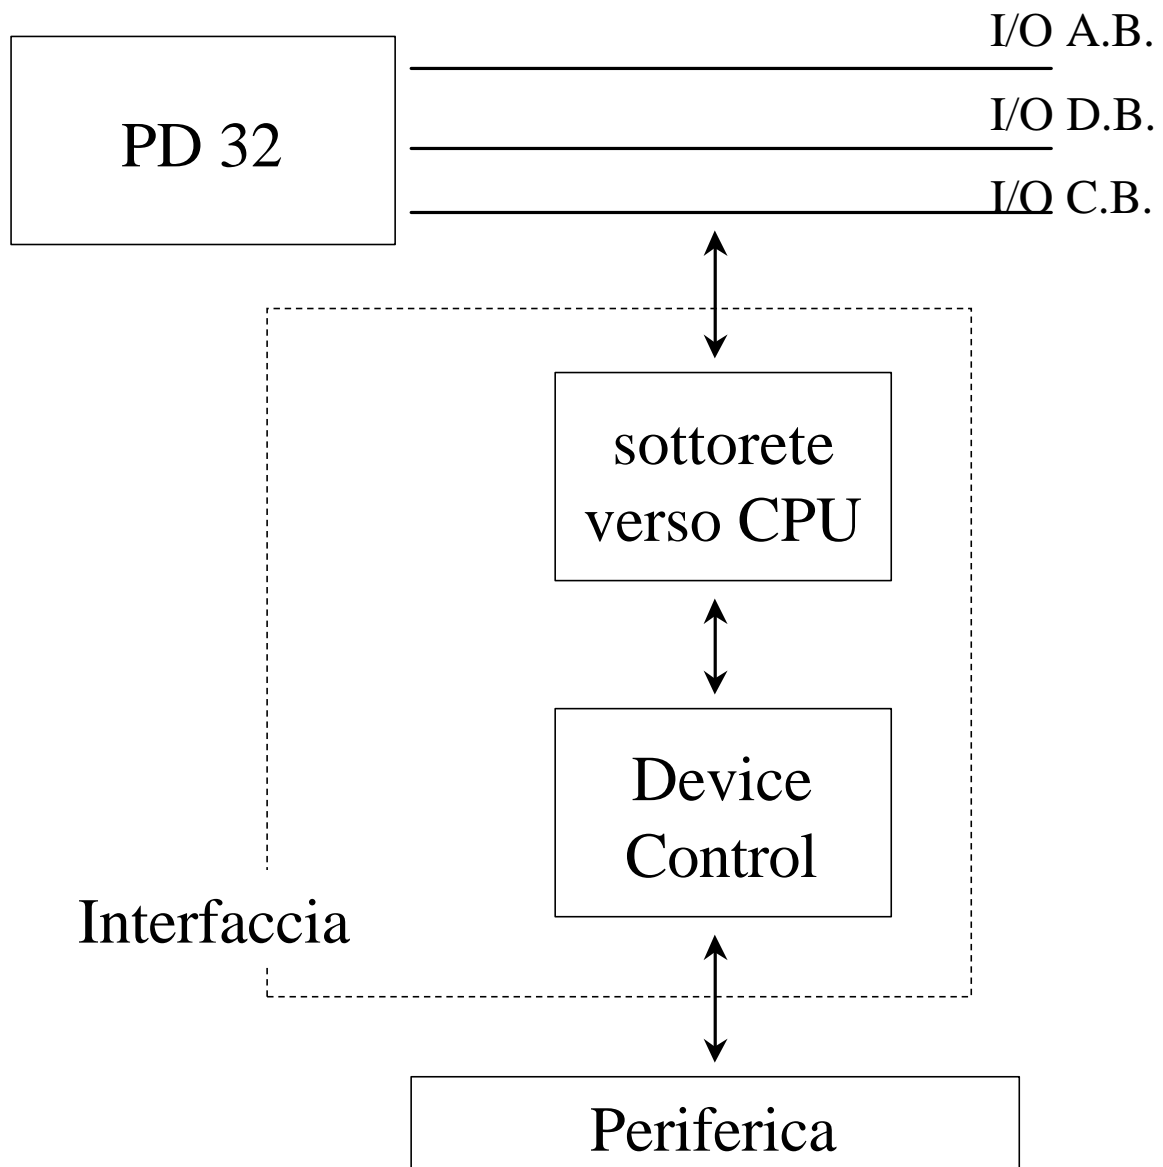 I/O A.B.
PD 32
I/O D.B.
I/O C.B.
sottorete
verso CPU
Device
Control
Interfaccia
Periferica